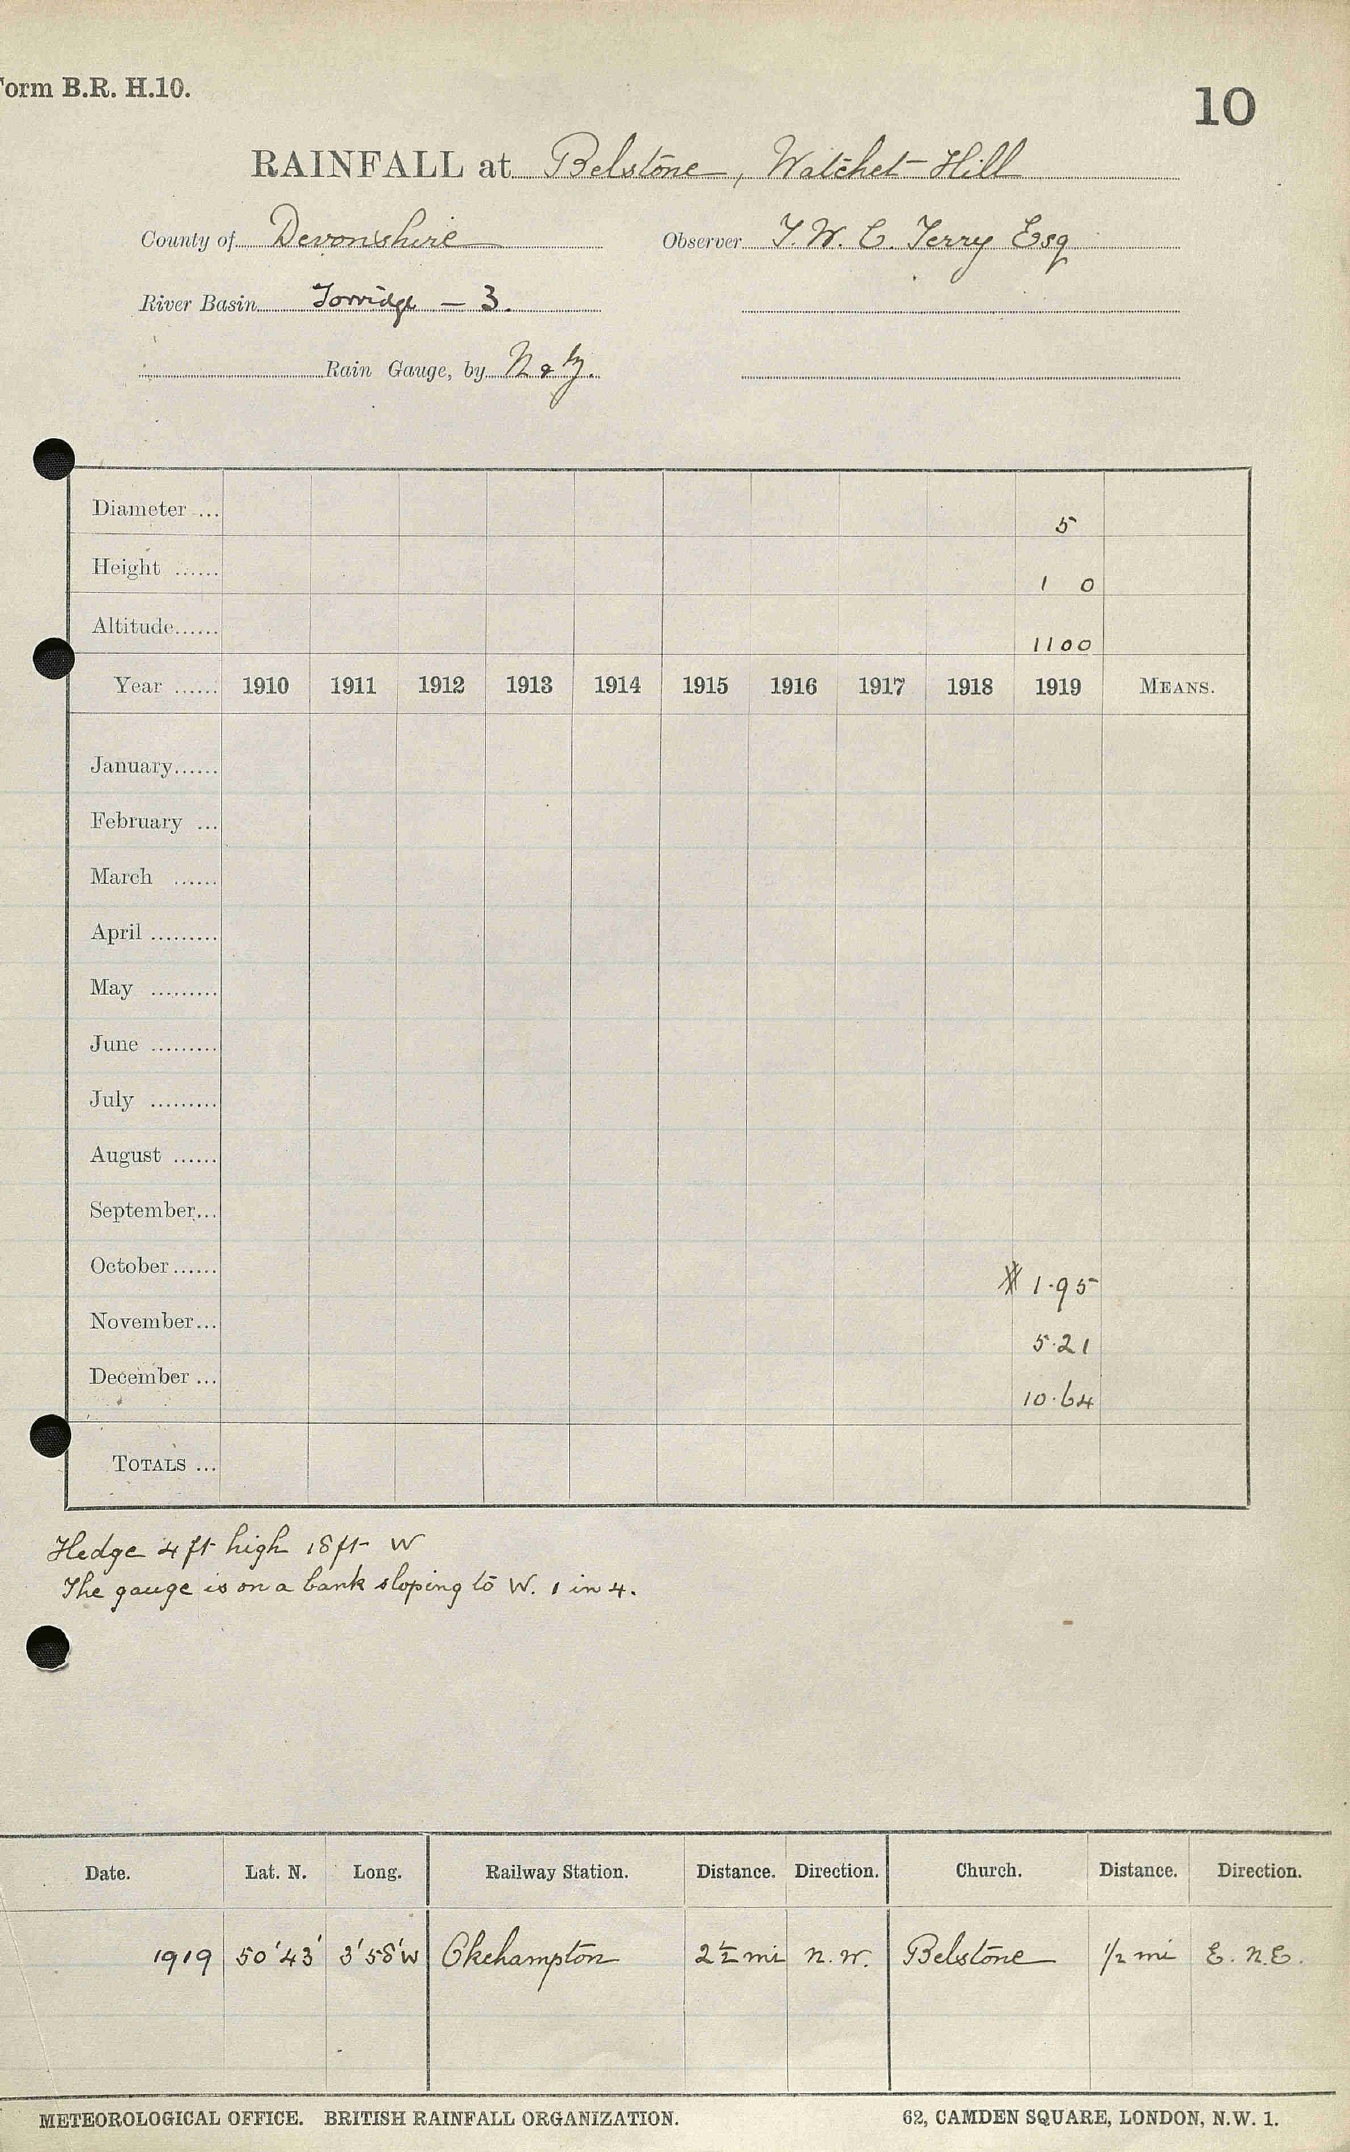 Form B.R. H.10.
10
RAINFALL at Belstone, Watchet Hill
County of Devonshire Observer T. W. C. Terry Esq
River Basin Torridge — 3.
Rain Gauge, by N & Z.
Diameter ... 5
Height ...... 1 0
Altitude...... 1100
Year ...... 1910 1911 1912 1913 1914 1915 1916 1917 1918 1919 MEANS.
January......
February ...
March ......
April .........
May .........
June .........
July .........
August ......
September...
October...... 1.95
November... 5.21
December ... 10.64
TOTALS ...
Hedge 4 ft high 18 ft W
The gauge is on a bank sloping to W. 1 in 4.
Date. Lat. N. Long. Railway Station. Distance. Direction. Church. Distance. Direction.
1919 50'43' 3'58'W Okehampton 2½ mi N.W. Belstone ½ mi E.N.E.
METEOROLOGICAL OFFICE. BRITISH RAINFALL ORGANIZATION. 62, CAMDEN SQUARE, LONDON, N.W. 1.